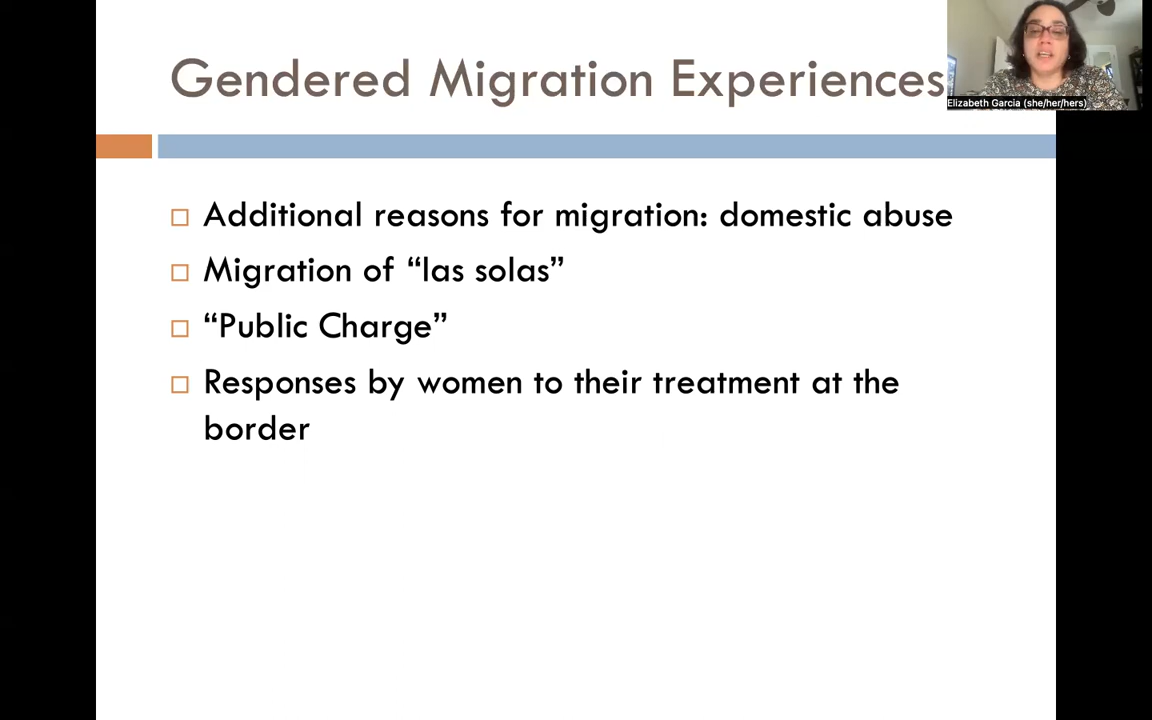 Gendered Migration Experiences
Elizabeth Garcia (she/her/hers)
Additional reasons for migration: domestic abuse
Migration of “las solas”
“Public Charge”
Responses by women to their treatment at the
border